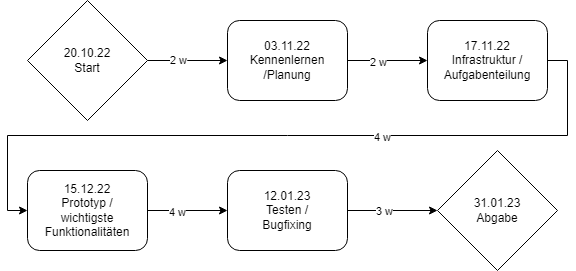 20.10.22
Start
2 w
03.11.22
Kennenlernen
/Planung
2 w
17.11.22
Infrastruktur /
Aufgabenteilung
4 w
15.12.22
Prototyp /
wichtigste
Funktionalitäten
4 w
12.01.23
Testen /
Bugfixing
3 w
31.01.23
Abgabe